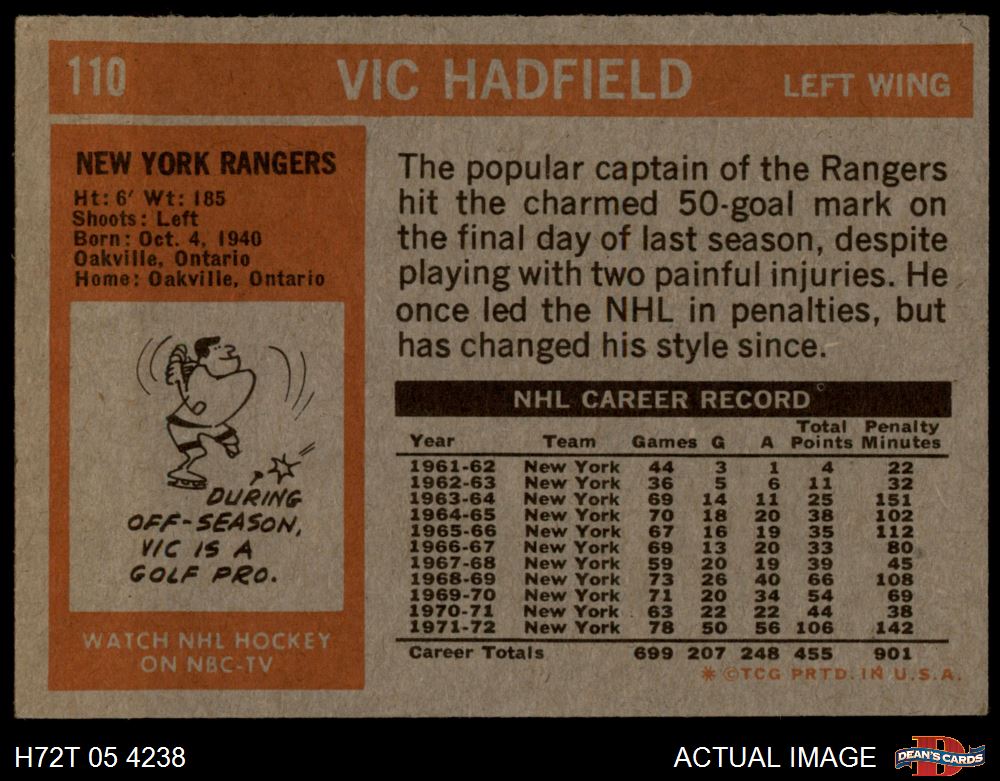 110 VIC HADFIELD LEFT WING
NEW YORK RANGERS
Ht: 6' Wt: 185
Shoots: Left
Born: Oct. 4, 1940
Oakville, Ontario
Home: Oakville, Ontario
DURING
OFF-SEASON,
VIC IS A
GOLF PRO.
WATCH NHL HOCKEY
ON NBC-TV
The popular captain of the Rangers
hit the charmed 50-goal mark on
the final day of last season, despite
playing with two painful injuries. He
once led the NHL in penalties, but
has changed his style since.
NHL CAREER RECORD
Total Penalty
Year Team Games G A Points Minutes
1961-62 New York 44 3 1 4 22
1962-63 New York 36 5 6 11 32
1963-64 New York 69 14 11 25 151
1964-65 New York 70 18 20 38 102
1965-66 New York 67 16 19 35 112
1966-67 New York 69 13 20 33 80
1967-68 New York 59 20 19 39 45
1968-69 New York 73 26 40 66 108
1969-70 New York 71 20 34 54 69
1970-71 New York 63 22 22 44 38
1971-72 New York 78 50 56 106 142
Career Totals 699 207 248 455 901
* ©TCG PRTD. IN U.S.A.
H72T 05 4238 ACTUAL IMAGE D DEAN'S CARDS